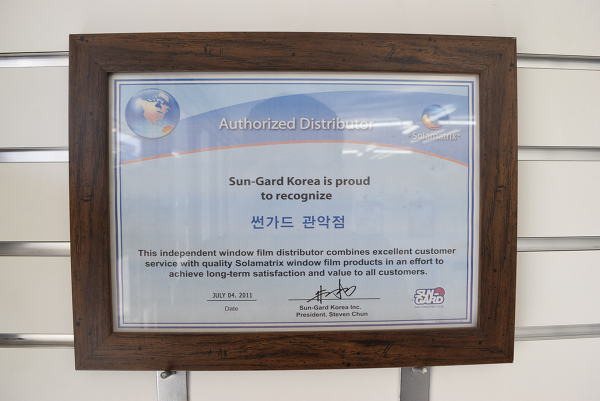 Authorized Distributor
Solamatrix
Sun-Gard Korea is proud
to recognize
썬가드 관악점
This independent window film distributor combines excellent customer
service with quality Solamatrix window film products in an effort to
achieve long-term satisfaction and value to all customers.
JULY 04. 2011
Date
Sun-Gard Korea Inc.
President, Steven Chun
SUN-
GARD